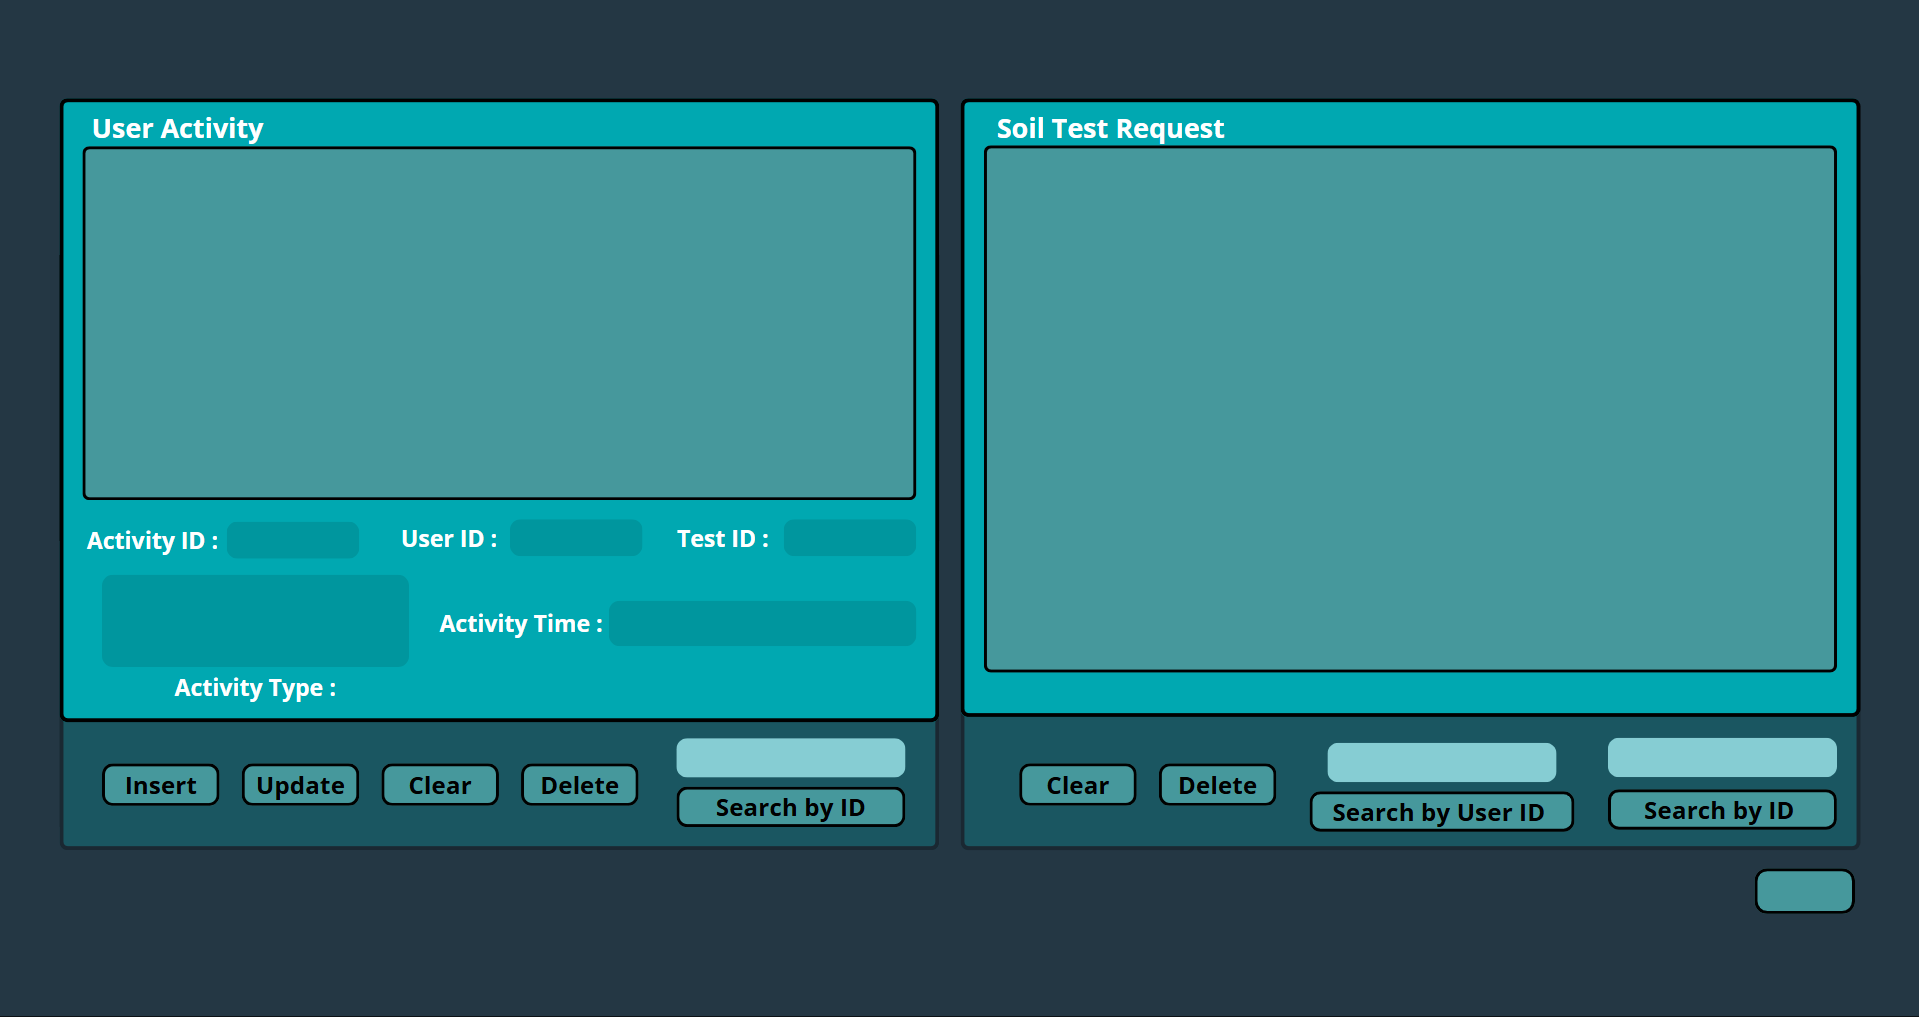 User Activity
Activity ID :
User ID :
Test ID :
Activity Time :
Activity Type :
Insert
Update
Clear
Delete
Search by ID
Soil Test Request
Clear
Delete
Search by User ID
Search by ID